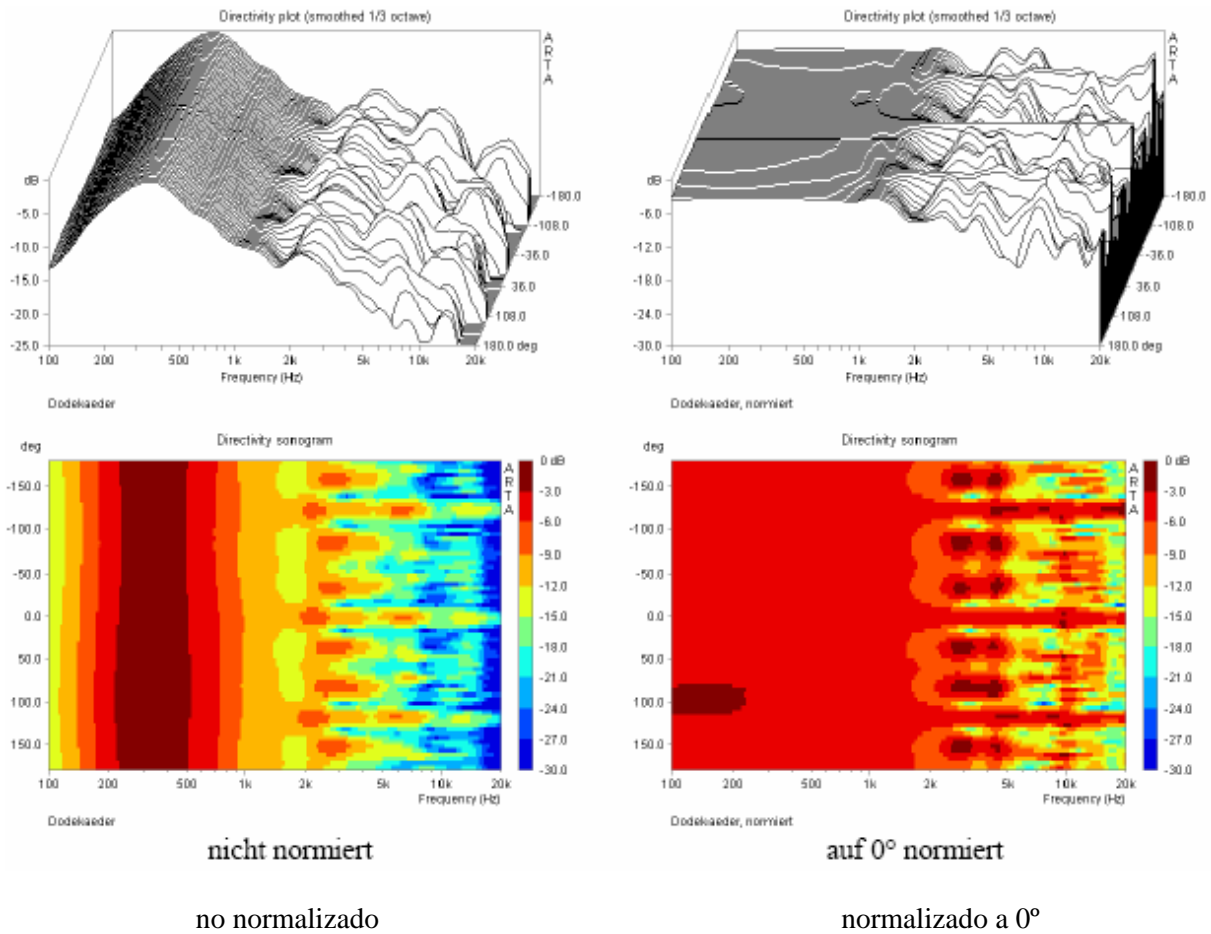 Directivity plot (smoothed 1/3 octave)
A
R
T
A
dB
-5.0
-10.0
-15.0
-20.0
-25.0
-180.0
-108.0
-36.0
36.0
108.0
180.0 deg
100 200 500 1k 2k 5k 10k 20k
Frequency (Hz)
Dodekaeder
Directivity plot (smoothed 1/3 octave)
A
R
T
A
dB
-6.0
-12.0
-18.0
-24.0
-30.0
-180.0
-108.0
-36.0
36.0
108.0
180.0 deg
100 200 500 1k 2k 5k 10k 20k
Frequency (Hz)
Dodekaeder, normiert
Directivity sonogram
deg
-150.0
-100.0
-50.0
0.0
50.0
100.0
150.0
A
R
T
A
0 dB
-3.0
-6.0
-9.0
-12.0
-15.0
-18.0
-21.0
-24.0
-27.0
-30.0
100 200 500 1k 2k 5k 10k 20k
Frequency (Hz)
Dodekaeder
nicht normiert
Directivity sonogram
deg
-150.0
-100.0
-50.0
0.0
50.0
100.0
150.0
A
R
T
A
0 dB
-3.0
-6.0
-9.0
-12.0
-15.0
-18.0
-21.0
-24.0
-27.0
-30.0
100 200 500 1k 2k 5k 10k 20k
Frequency (Hz)
Dodekaeder, normiert
auf 0° normiert
no normalizado
normalizado a 0º